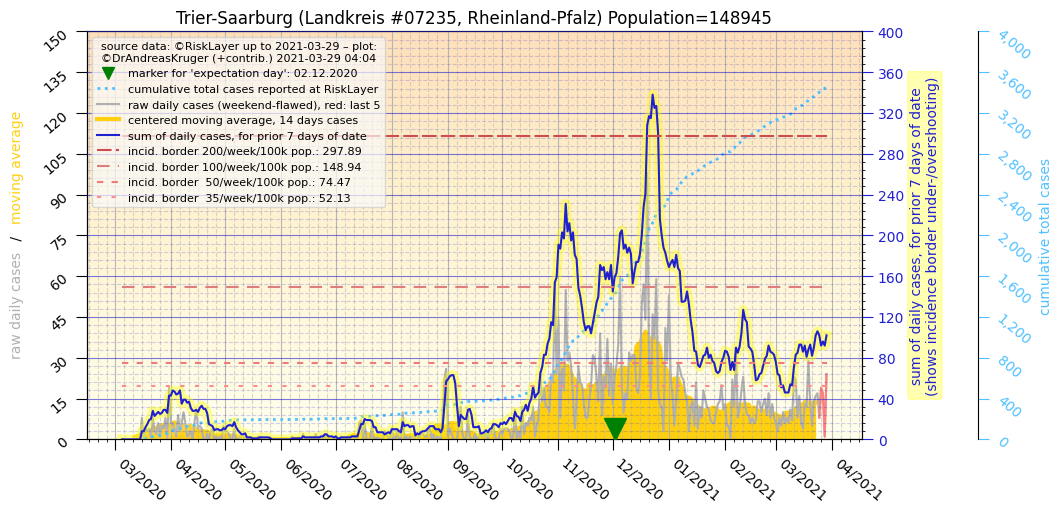 Trier-Saarburg (Landkreis #07235, Rheinland-Pfalz) Population=148945
source data: ©RiskLayer up to 2021-03-29 – plot:
©DrAndreasKruger (+contrib.) 2021-03-29 04:04
marker for 'expectation day': 02.12.2020
cumulative total cases reported at RiskLayer
raw daily cases (weekend-flawed), red: last 5
centered moving average, 14 days cases
sum of daily cases, for prior 7 days of date
incid. border 200/week/100k pop.: 297.89
incid. border 100/week/100k pop.: 148.94
incid. border  50/week/100k pop.: 74.47
incid. border  35/week/100k pop.: 52.13
raw daily cases / moving average
150
135
120
105
90
75
60
45
30
15
0
03/2020
04/2020
05/2020
06/2020
07/2020
08/2020
09/2020
10/2020
11/2020
12/2020
01/2021
02/2021
03/2021
04/2021
400
360
320
280
240
200
160
120
80
40
0
sum of daily cases, for prior 7 days of date
(shows incidence border under-/overshooting)
4,000
3,600
3,200
2,800
2,400
2,000
1,600
1,200
800
400
0
cumulative total cases